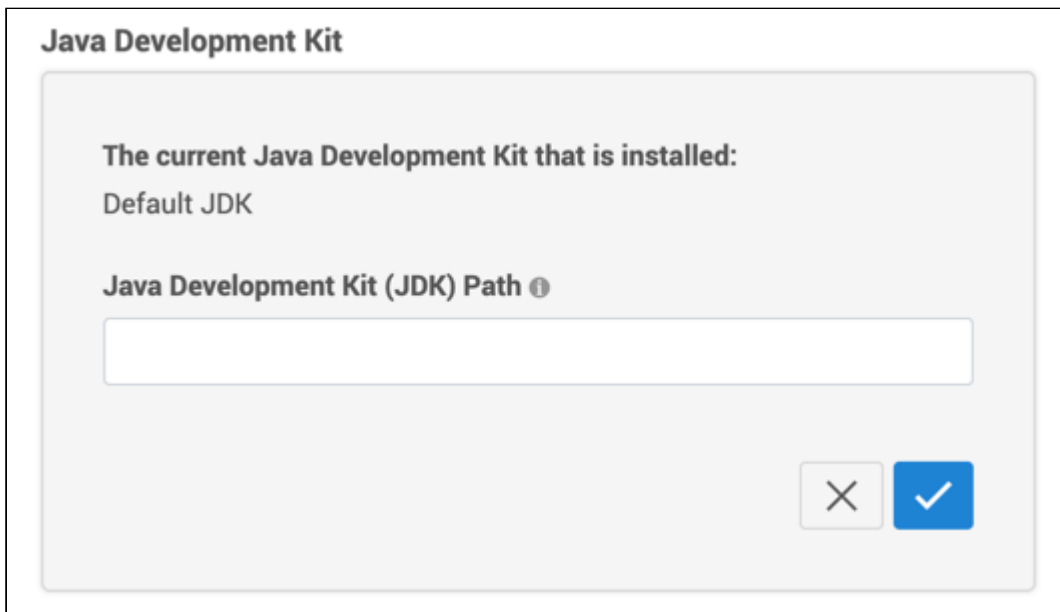 Java Development Kit
The current Java Development Kit that is installed:
Default JDK
Java Development Kit (JDK) Path